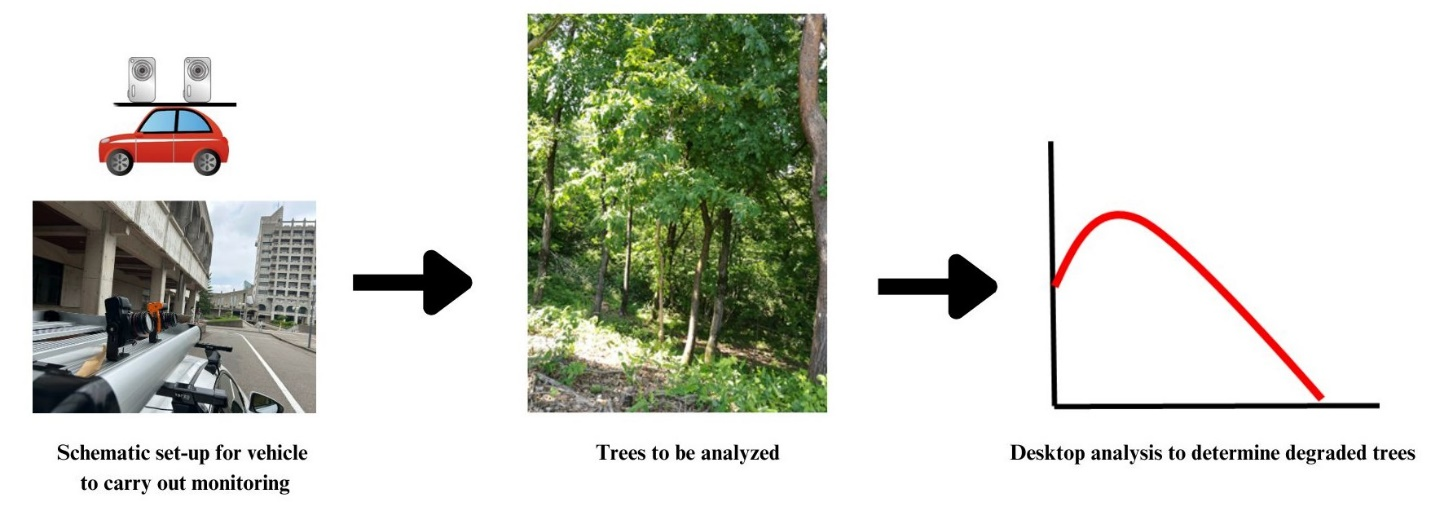 Schematic set-up for vehicle
to carry out monitoring
Trees to be analyzed
Desktop analysis to determine degraded trees